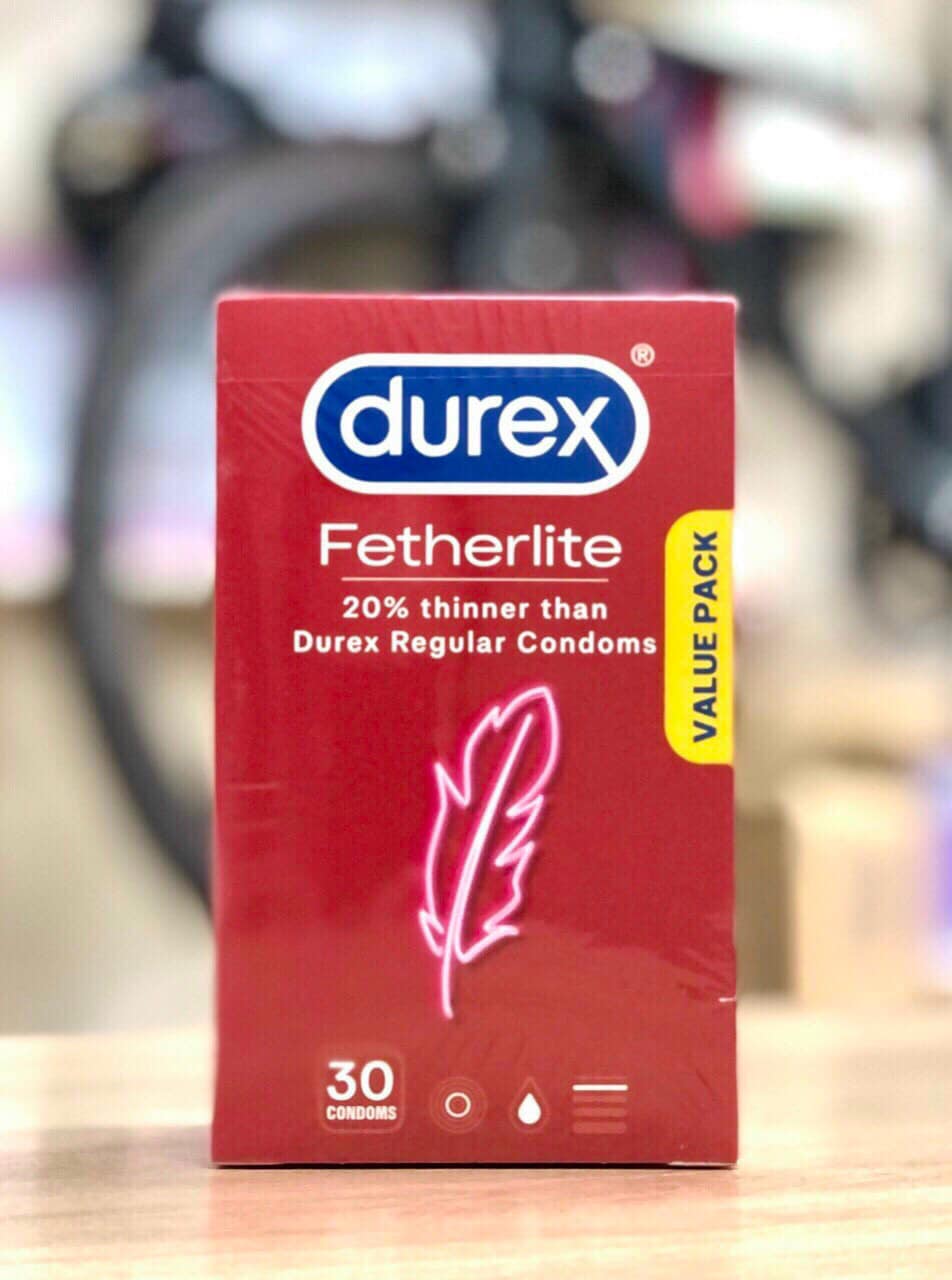 durex®
Fetherlite
20% thinner than
Durex Regular Condoms
VALUE PACK
30
CONDOMS